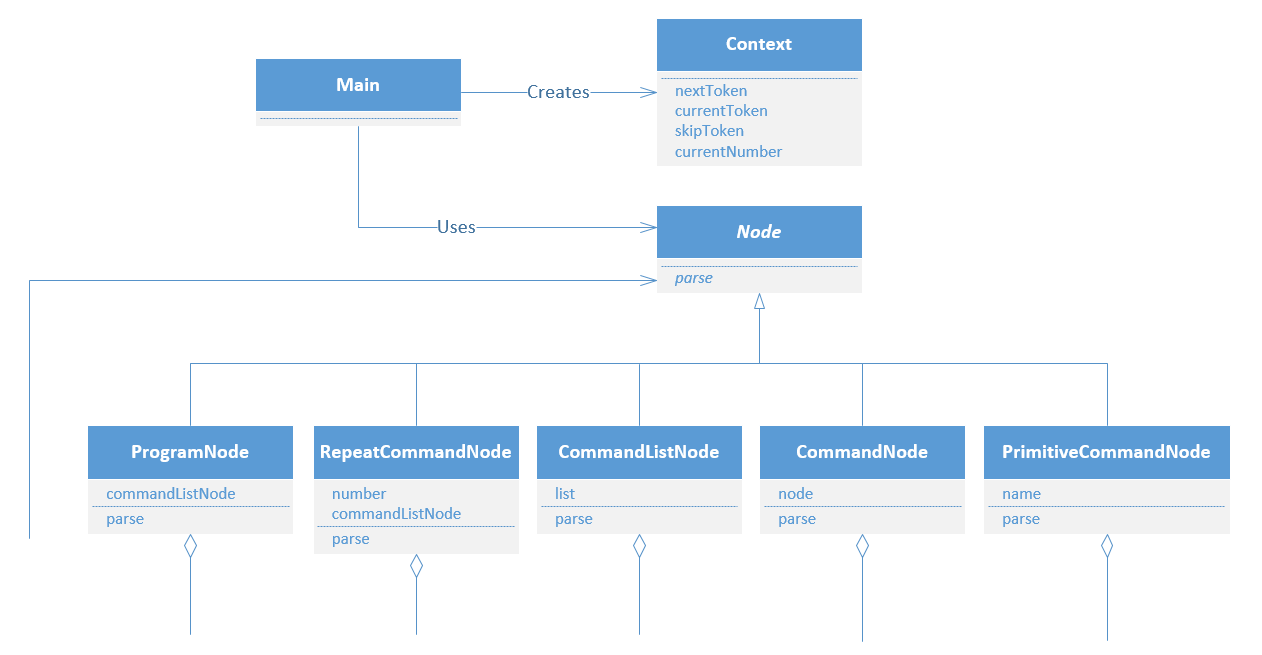 Context
Main
Creates
nextToken
currentToken
skipToken
currentNumber
Uses
Node
parse
ProgramNode
commandListNode
parse
RepeatCommandNode
number
commandListNode
parse
CommandListNode
list
parse
CommandNode
node
parse
PrimitiveCommandNode
name
parse